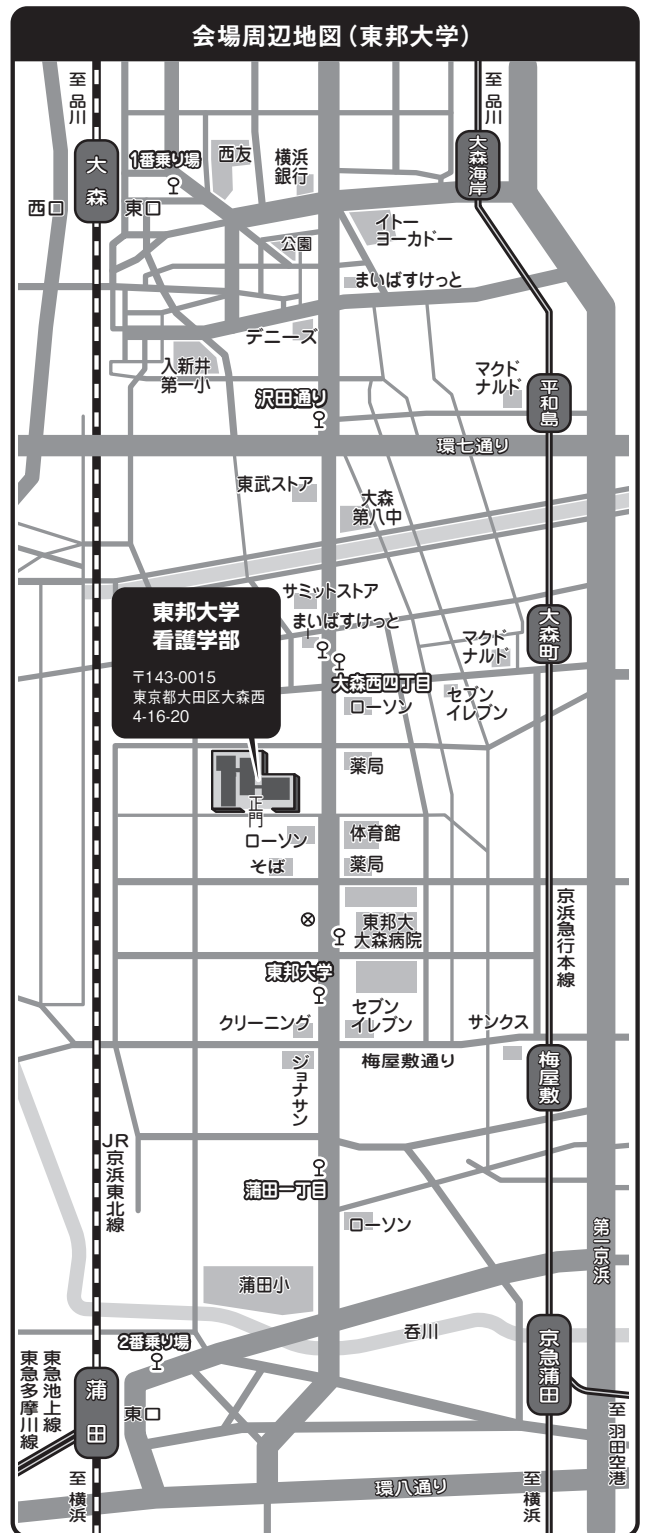 会場周辺地図（東邦大学）
至 品川
至 品川
大森
1番乗り場
西友
横浜
銀行
大森海岸
西口
東口
公園
イトー
ヨーカドー
まいばすけっと
デニーズ
入新井
第一小
沢田通り
マクド
ナルド
平和島
環七通り
東武ストア
大森
第八中
サミットストア
まいばすけっと
東邦大学
看護学部
〒143-0015
東京都大田区大森西
4-16-20
大森町
マクド
ナルド
大森西四丁目
ローソン
セブン
イレブン
薬局
正門
ローソン
体育館
そば
薬局
東邦大
大森病院
京浜急行本線
東邦大学
クリーニング
セブン
イレブン
サンクス
梅屋敷通り
ジョナサン
梅屋敷
JR京浜東北線
蒲田一丁目
ローソン
第一京浜
蒲田小
呑川
2番乗り場
東急池上線
東急多摩川線
蒲田
東口
京急蒲田
至 羽田空港
環八通り
至 横浜
至 横浜